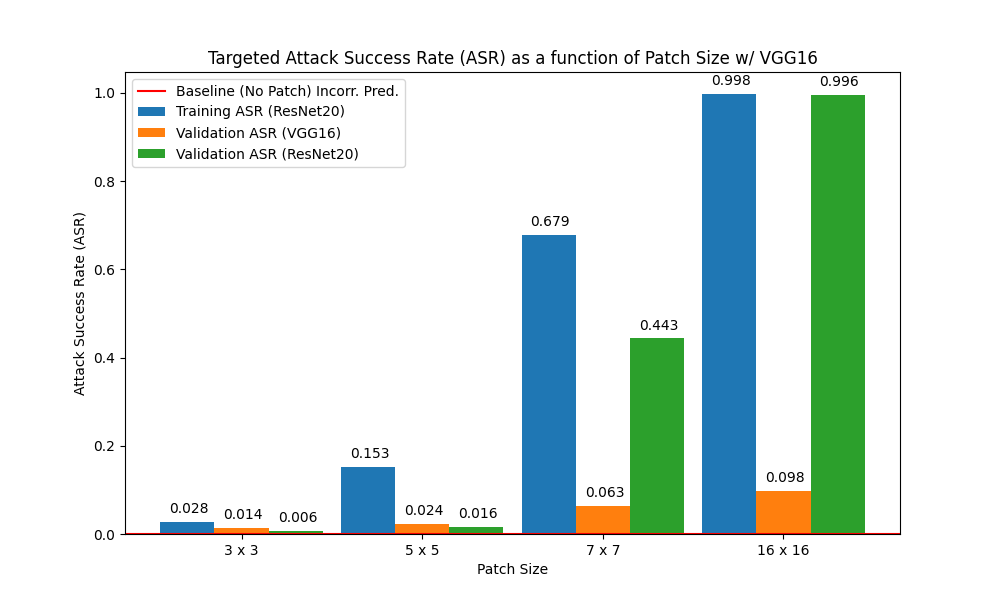 Targeted Attack Success Rate (ASR) as a function of Patch Size w/ VGG16
Baseline (No Patch) Incorr. Pred.
Training ASR (ResNet20)
Validation ASR (VGG16)
Validation ASR (ResNet20)
Attack Success Rate (ASR)
1.0
0.8
0.6
0.4
0.2
0.0
0.028
0.014
0.006
0.153
0.024
0.016
0.679
0.063
0.443
0.998
0.098
0.996
3 x 3
5 x 5
7 x 7
16 x 16
Patch Size